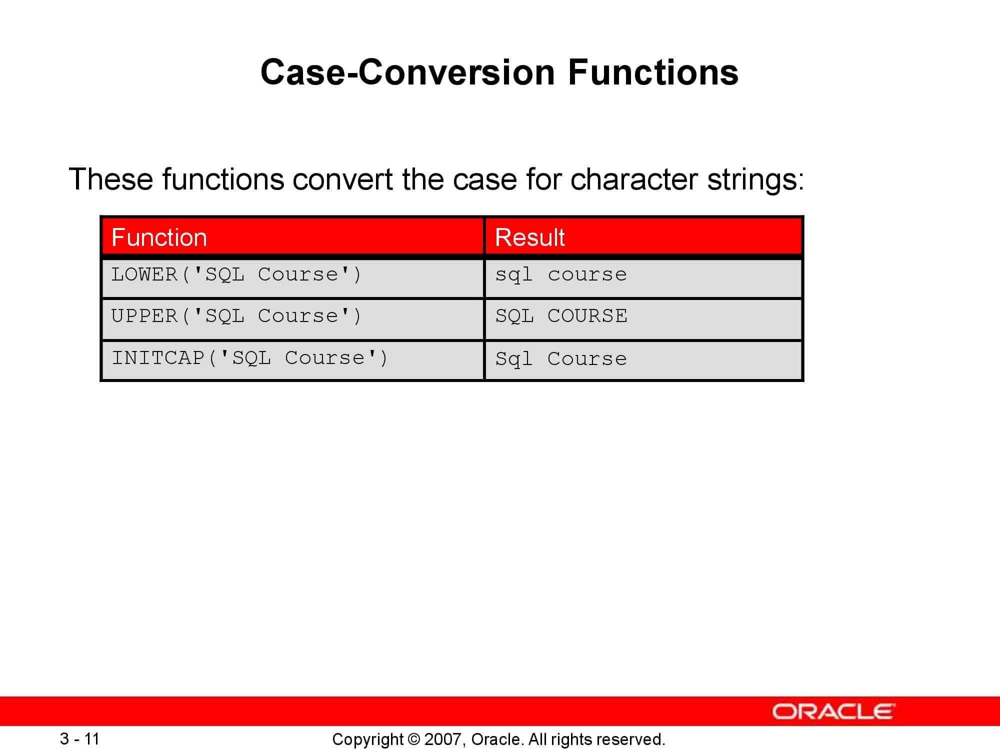 Case-Conversion Functions
These functions convert the case for character strings:
Function Result
LOWER('SQL Course') sql course
UPPER('SQL Course') SQL COURSE
INITCAP('SQL Course') Sql Course
ORACLE
3 - 11 Copyright © 2007, Oracle. All rights reserved.